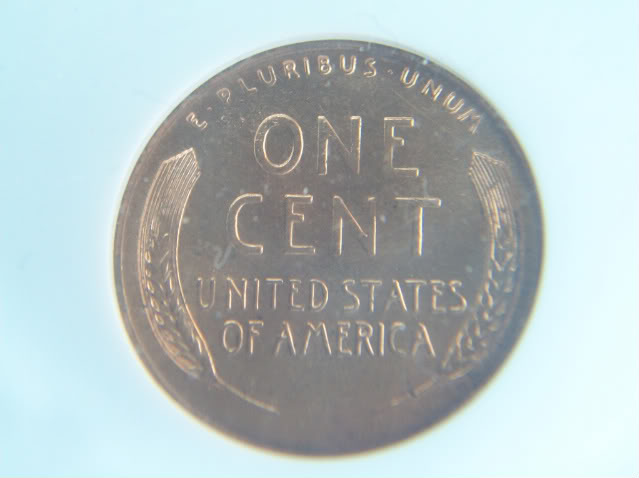 E·PLURIBUS·UNUM
ONE
CENT
UNITED STATES
OF AMERICA